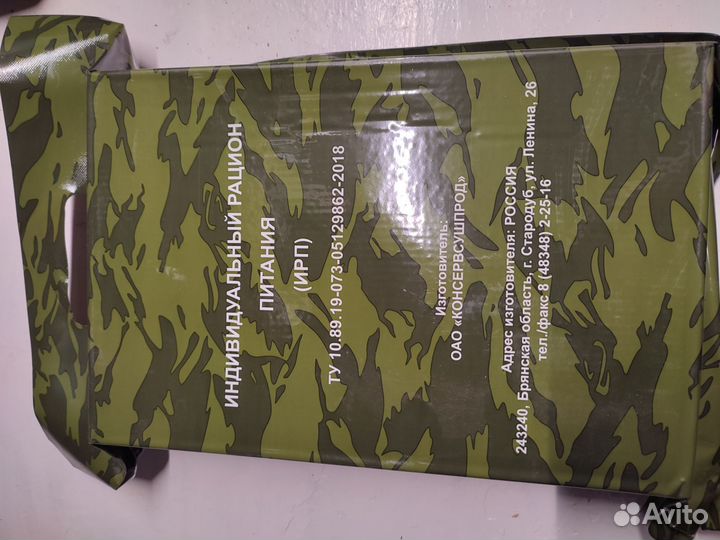 ИНДИВИДУАЛЬНЫЙ РАЦИОН
ПИТАНИЯ
(ИРП)
ТУ 10.89.19-073-05129862-2018
Изготовитель:
ОАО «КОНСЕРВСУШПРОД»
Адрес изготовителя: РОССИЯ
243240, Брянская область, г. Стародуб, ул. Ленина, 26
тел./факс 8 (48348) 2-25-16
Avito